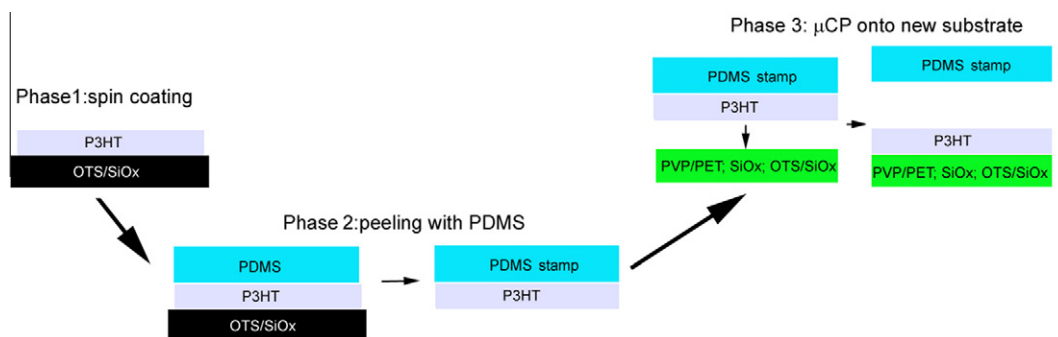 Phase1:spin coating
P3HT
OTS/SiOx
Phase 2:peeling with PDMS
PDMS
P3HT
OTS/SiOx
PDMS stamp
P3HT
Phase 3: μCP onto new substrate
PDMS stamp
P3HT
PVP/PET; SiOx; OTS/SiOx
PDMS stamp
P3HT
PVP/PET; SiOx; OTS/SiOx